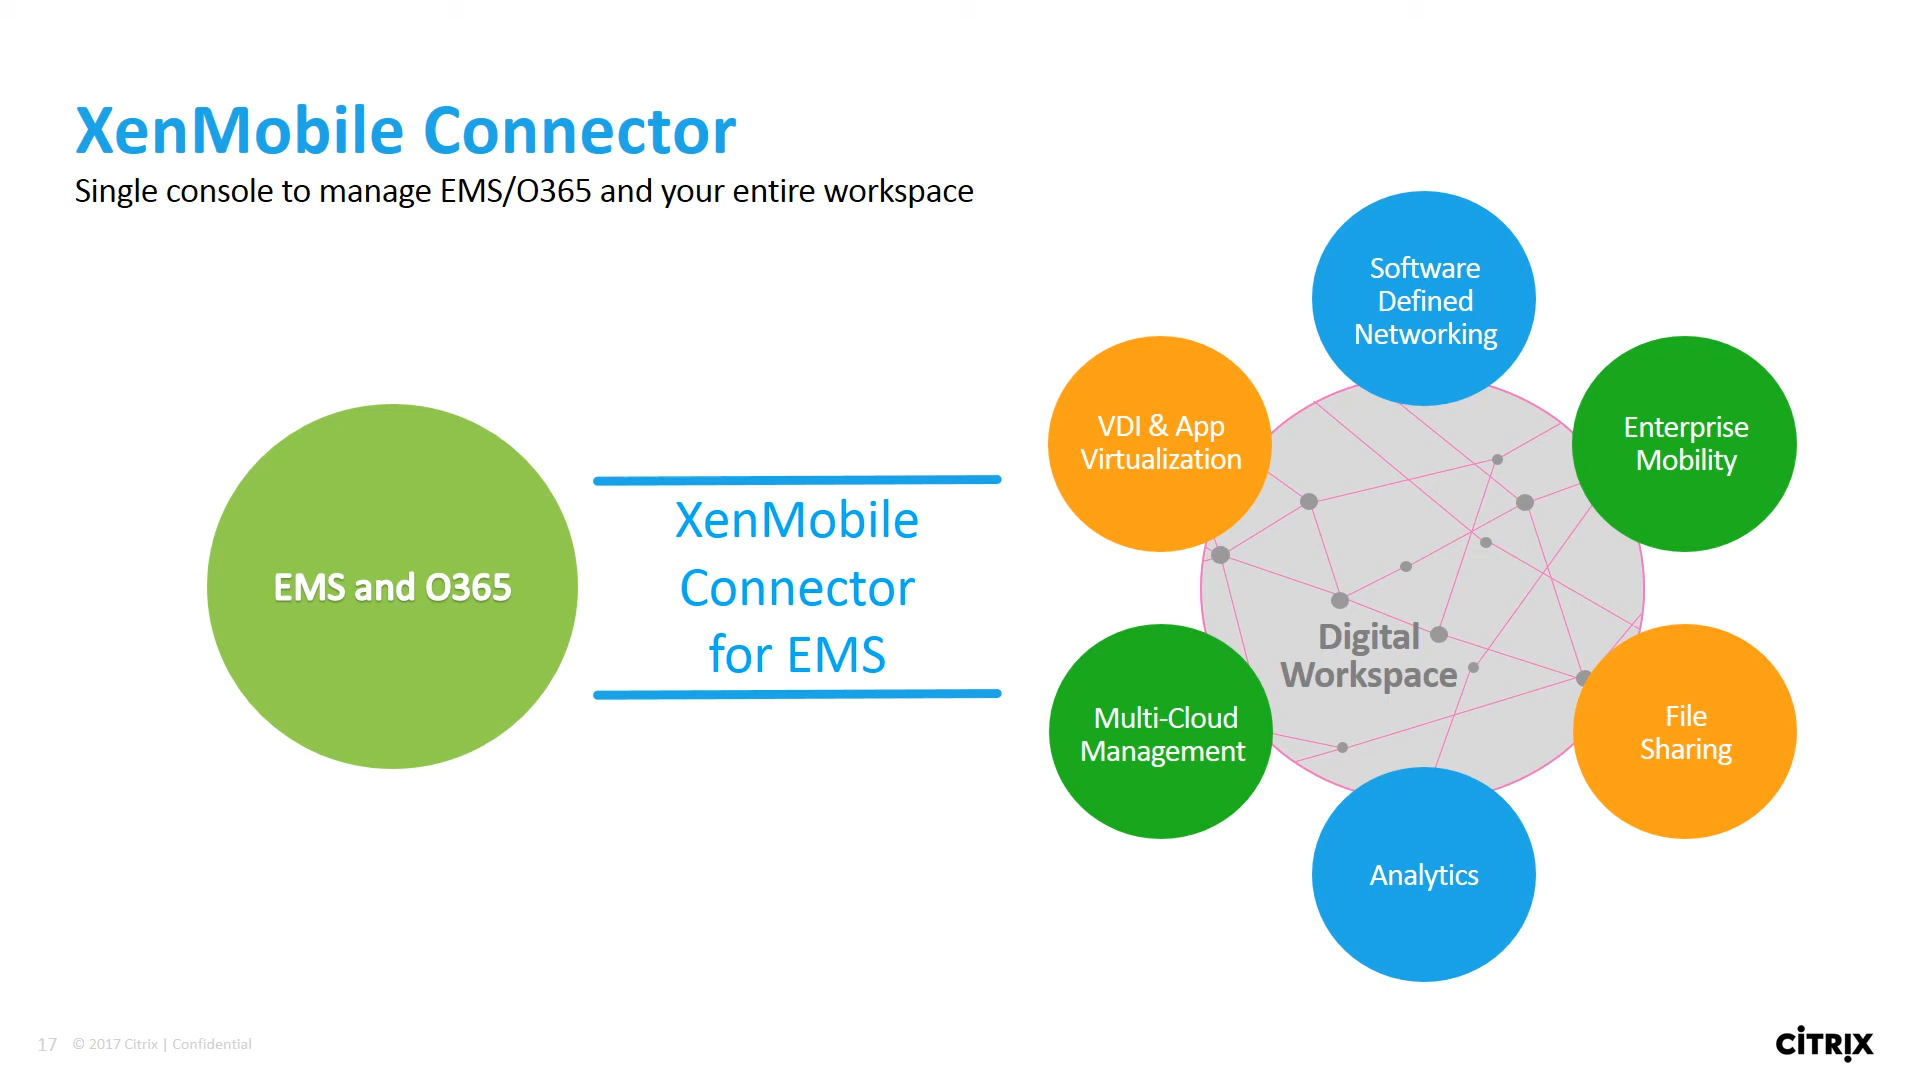 XenMobile Connector
Single console to manage EMS/O365 and your entire workspace
Software
Defined
Networking
VDI & App
Virtualization
Enterprise
Mobility
EMS and O365
XenMobile
Connector
for EMS
Digital
Workspace
Multi-Cloud
Management
File
Sharing
Analytics
17 © 2017 Citrix | Confidential
CİTRIX